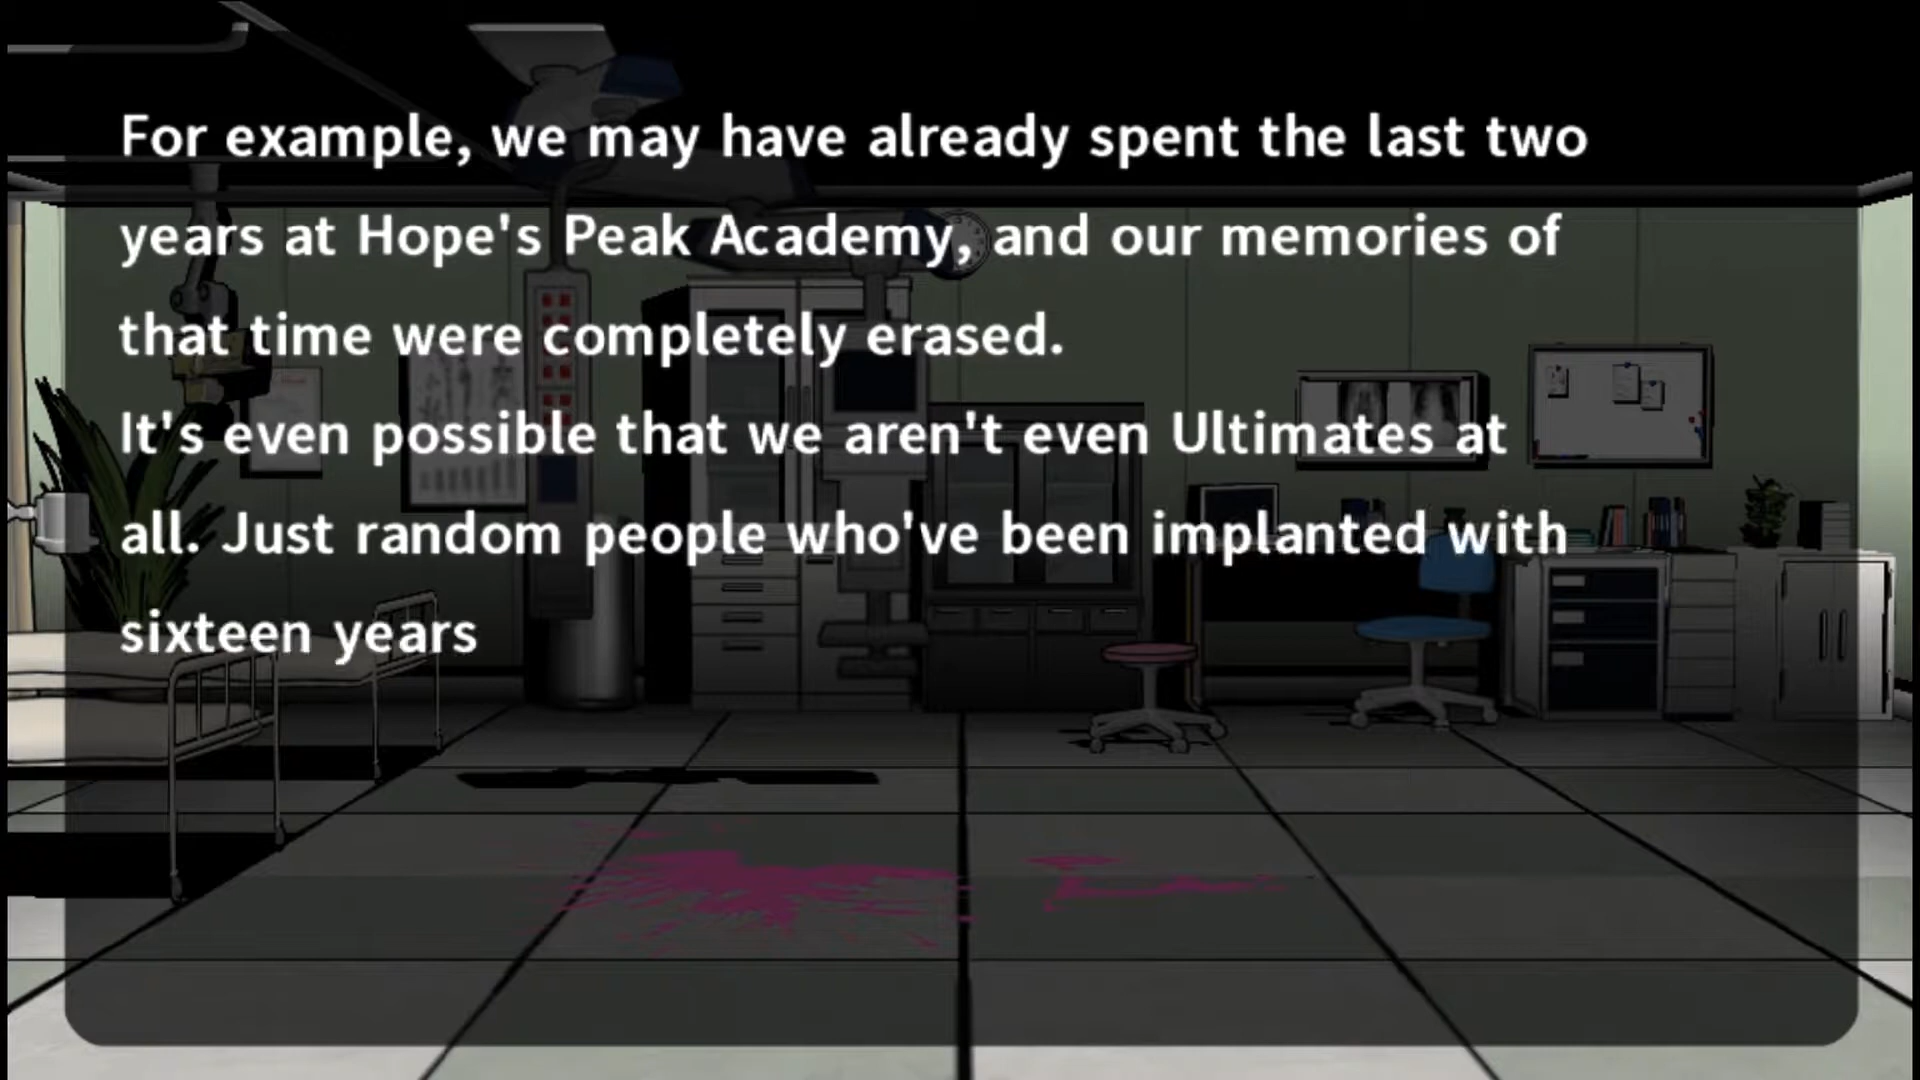 For example, we may have already spent the last two
years at Hope's Peak Academy, and our memories of
that time were completely erased.
It's even possible that we aren't even Ultimates at
all. Just random people who've been implanted with
sixteen years